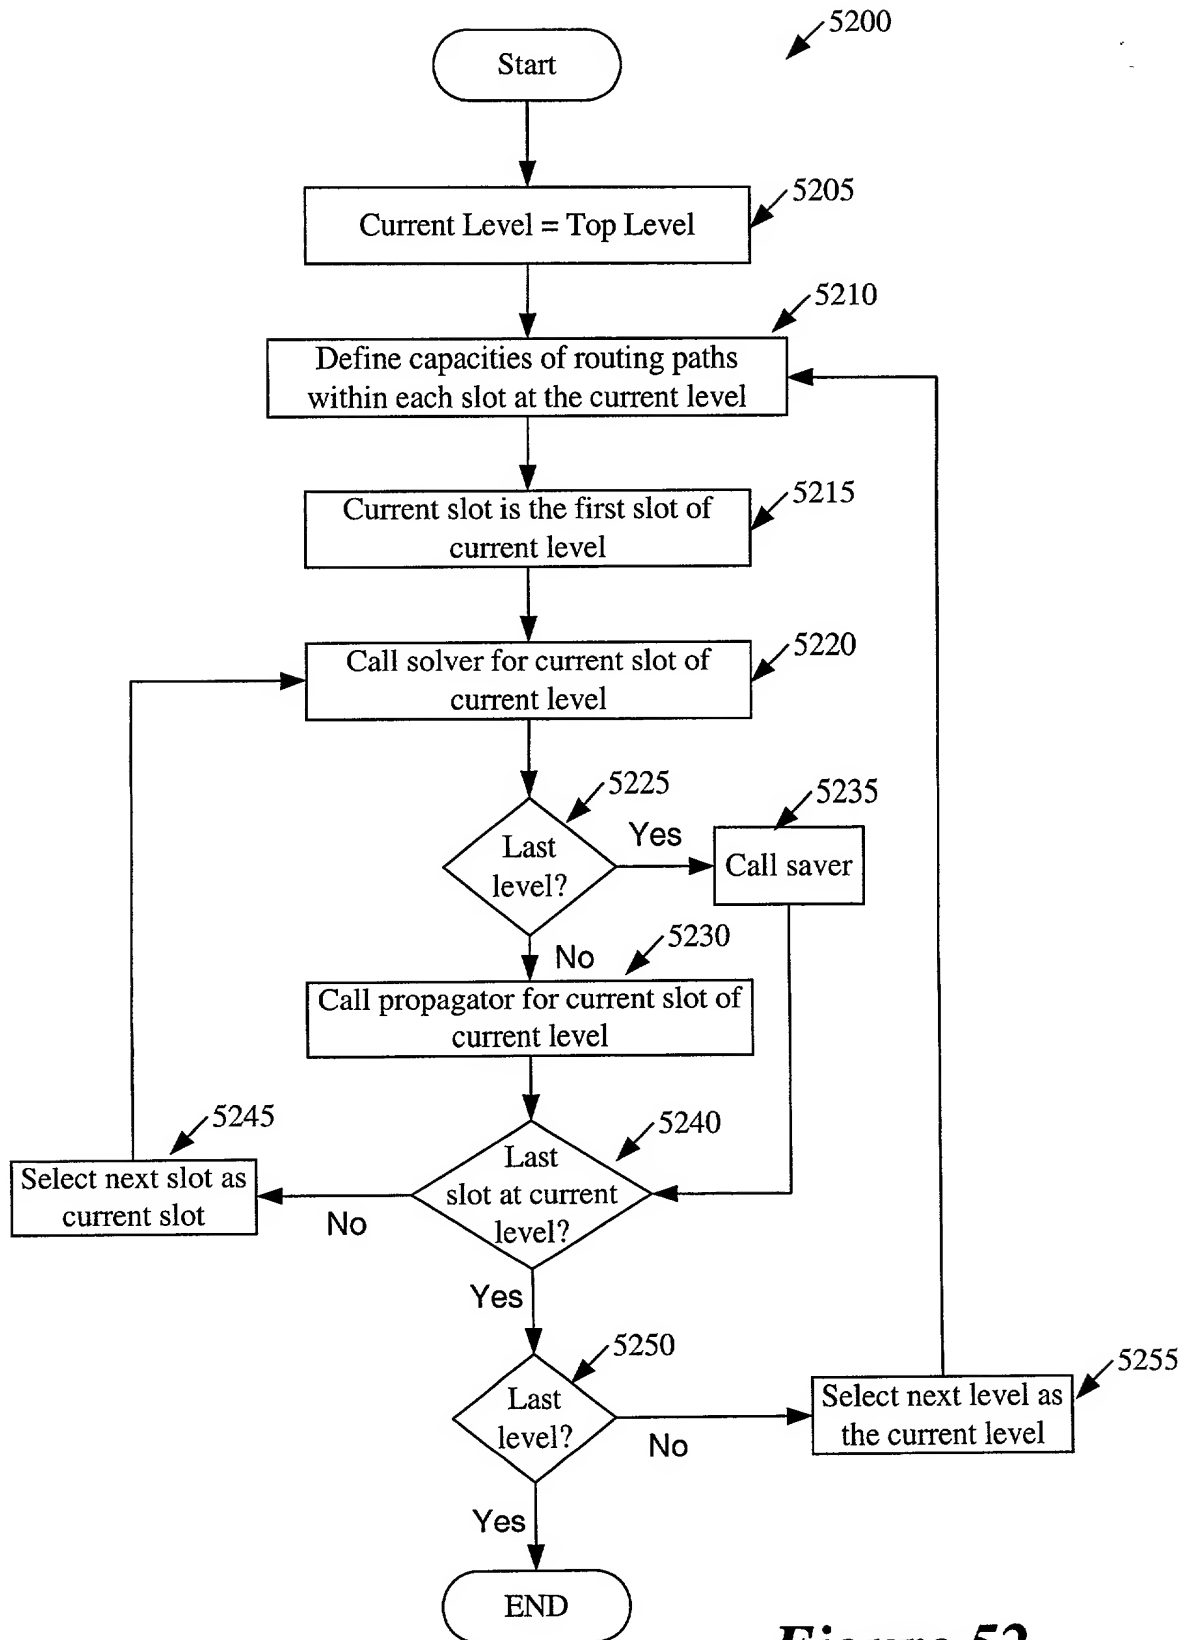 5200
Start
5205
Current Level = Top Level
5210
Define capacities of routing paths
within each slot at the current level
5215
Current slot is the first slot of
current level
5220
Call solver for current slot of
current level
5225
Last
level?
Yes
5235
Call saver
No
5230
Call propagator for current slot of
current level
5240
Last
slot at current
level?
5245
Select next slot as
current slot
No
Yes
5250
Last
level?
No
5255
Select next level as
the current level
Yes
END
Figure 52